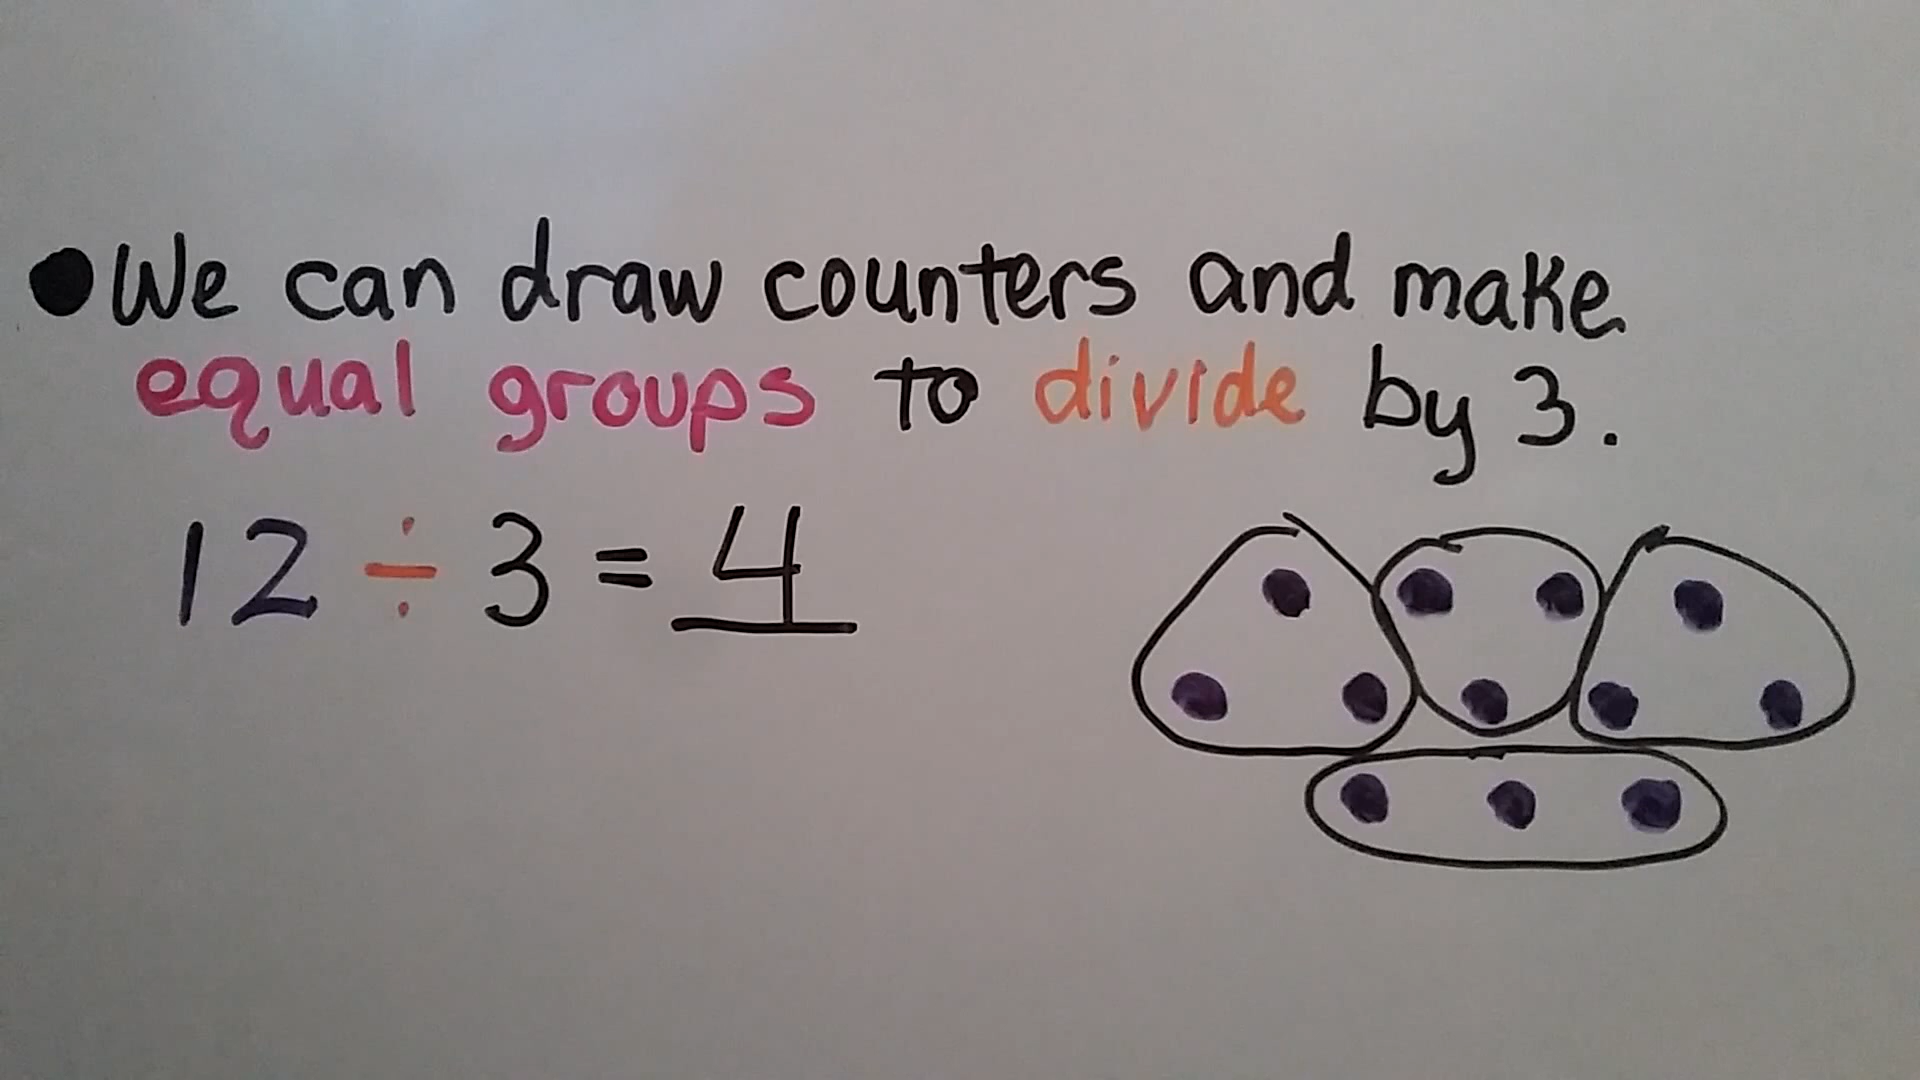 ●We can draw counters and make
equal groups to divide by 3.
12 ÷ 3 = 4